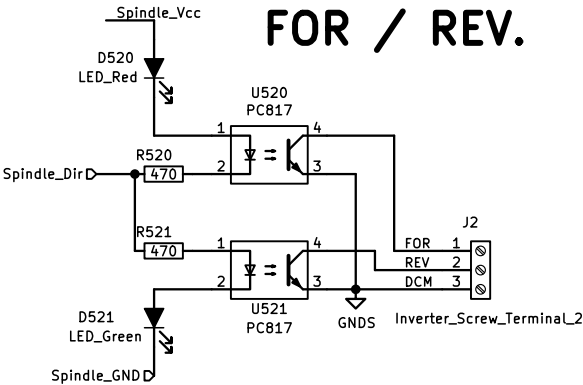 Spindle_Vcc
FOR / REV.
D520
LED_Red
U520
PC817
1
4
2
3
R520
Spindle_Dir
470
R521
470
1
4
2
3
U521
PC817
J2
FOR 1
REV 2
DCM 3
GNDS
Inverter_Screw_Terminal_2
D521
LED_Green
Spindle_GND